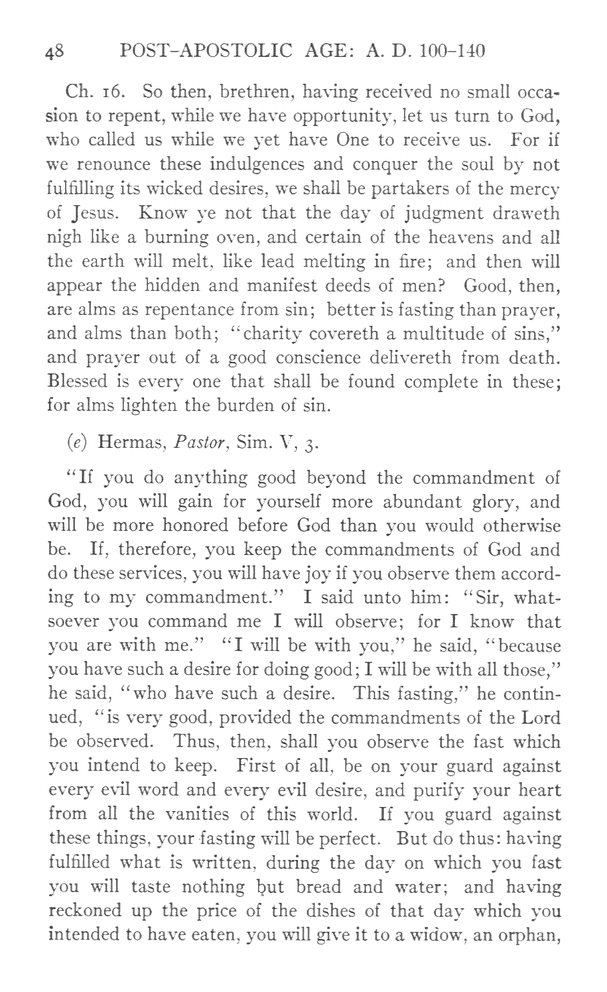 48 POST-APOSTOLIC AGE: A. D. 100–140
Ch. 16. So then, brethren, having received no small occa-
sion to repent, while we have opportunity, let us turn to God,
who called us while we yet have One to receive us. For if
we renounce these indulgences and conquer the soul by not
fulfilling its wicked desires, we shall be partakers of the mercy
of Jesus. Know ye not that the day of judgment draweth
nigh like a burning oven, and certain of the heavens and all
the earth will melt, like lead melting in fire; and then will
appear the hidden and manifest deeds of men? Good, then,
are alms as repentance from sin; better is fasting than prayer,
and alms than both; “charity covereth a multitude of sins,”
and prayer out of a good conscience delivereth from death.
Blessed is every one that shall be found complete in these;
for alms lighten the burden of sin.
(e) Hermas, Pastor, Sim. V, 3.
“If you do anything good beyond the commandment of
God, you will gain for yourself more abundant glory, and
will be more honored before God than you would otherwise
be. If, therefore, you keep the commandments of God and
do these services, you will have joy if you observe them accord-
ing to my commandment.” I said unto him: “Sir, what-
soever you command me I will observe; for I know that
you are with me.” “I will be with you,” he said, “because
you have such a desire for doing good; I will be with all those,”
he said, “who have such a desire. This fasting,” he contin-
ued, “is very good, provided the commandments of the Lord
be observed. Thus, then, shall you observe the fast which
you intend to keep. First of all, be on your guard against
every evil word and every evil desire, and purify your heart
from all the vanities of this world. If you guard against
these things, your fasting will be perfect. But do thus: having
fulfilled what is written, during the day on which you fast
you will taste nothing but bread and water; and having
reckoned up the price of the dishes of that day which you
intended to have eaten, you will give it to a widow, an orphan,